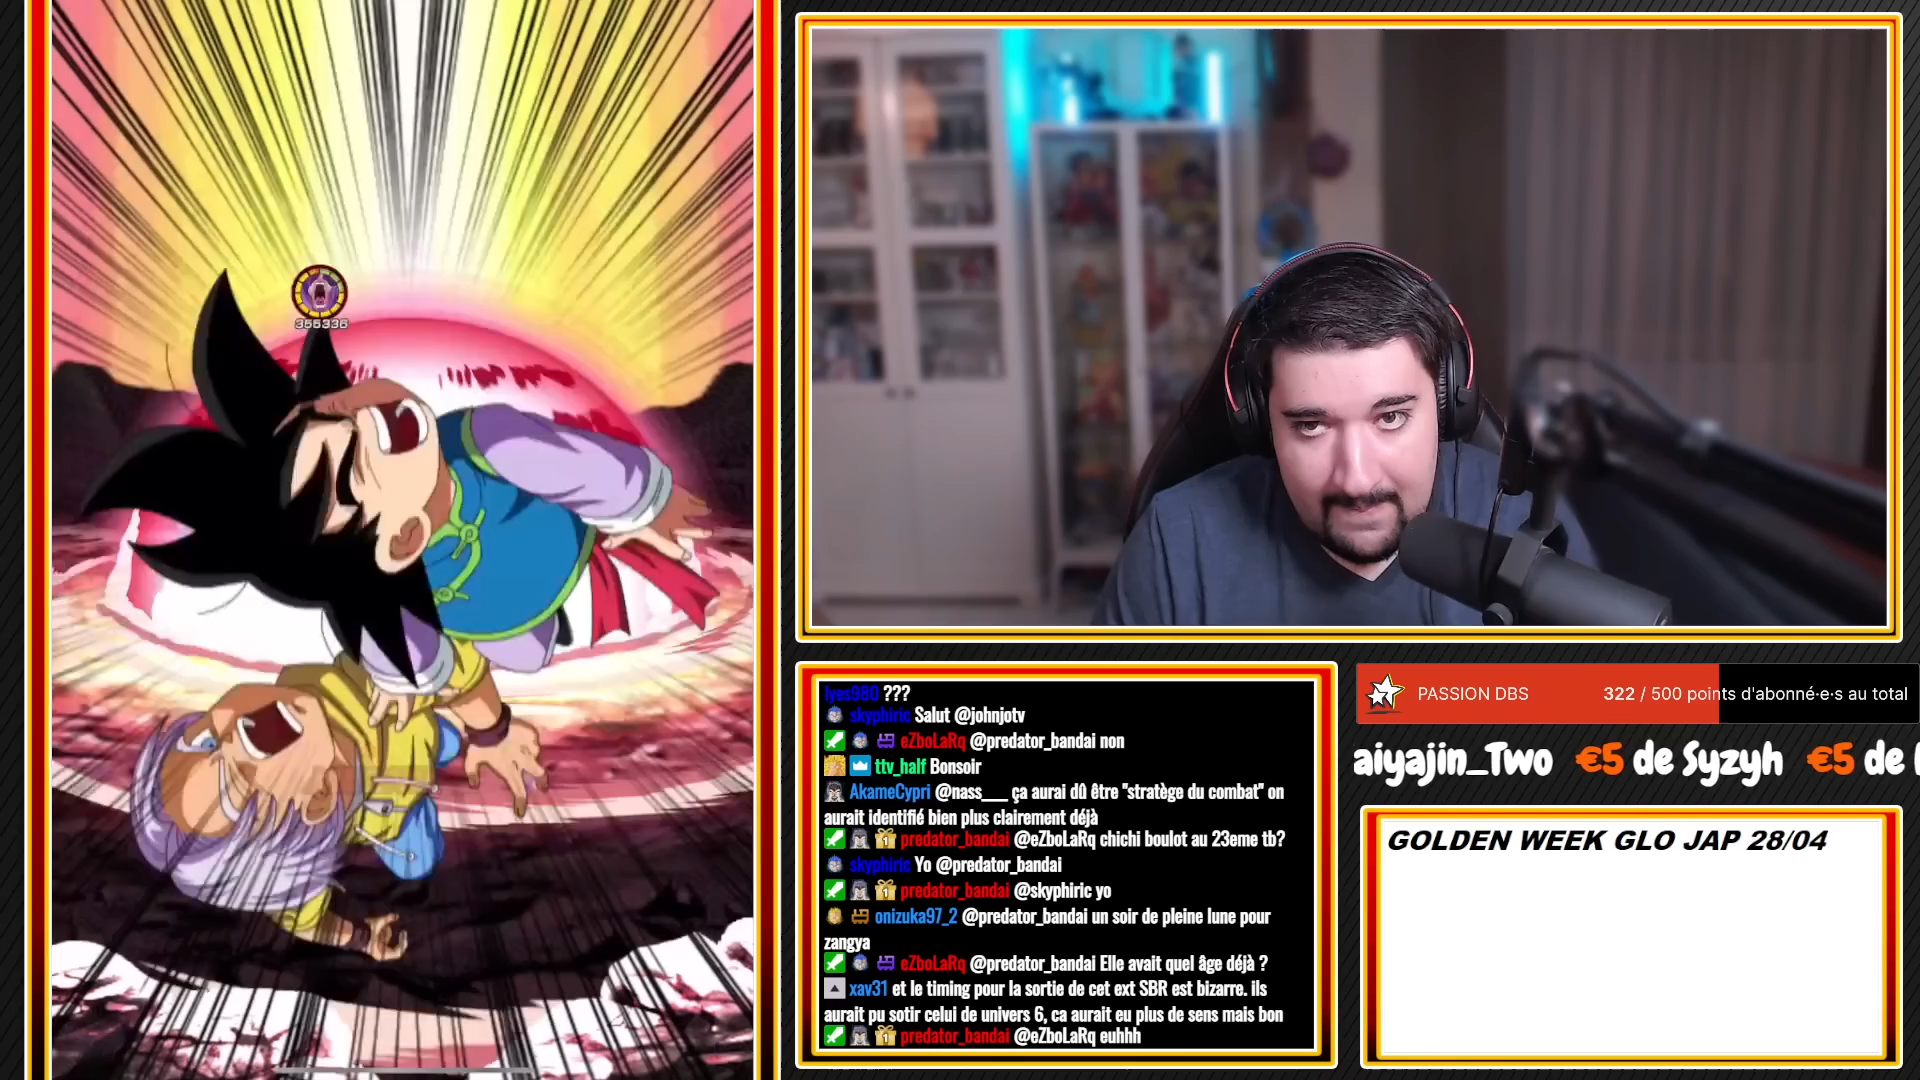 355336
lyes980 ???
skyphiric Salut @johnjotv
eZboLaRq @predator_bandai non
ttv_half Bonsoir
AkameCypri @nass___ ça aurai dû être "stratège du combat" on
aurait identifié bien plus clairement déjà
predator_bandai @eZboLaRq chichi boulot au 23eme tb?
skyphiric Yo @predator_bandai
predator_bandai @skyphiric yo
onizuka97_2 @predator_bandai un soir de pleine lune pour
zangya
eZboLaRq @predator_bandai Elle avait quel âge déjà ?
xav31 et le timing pour la sortie de cet ext SBR est bizarre. ils
aurait pu sotir celui de univers 6, ca aurait eu plus de sens mais bon
predator_bandai @eZboLaRq euhhh
PASSION DBS 322 / 500 points d'abonné·e·s au total
aiyajin_Two €5 de Syzyh €5 de
GOLDEN WEEK GLO JAP 28/04